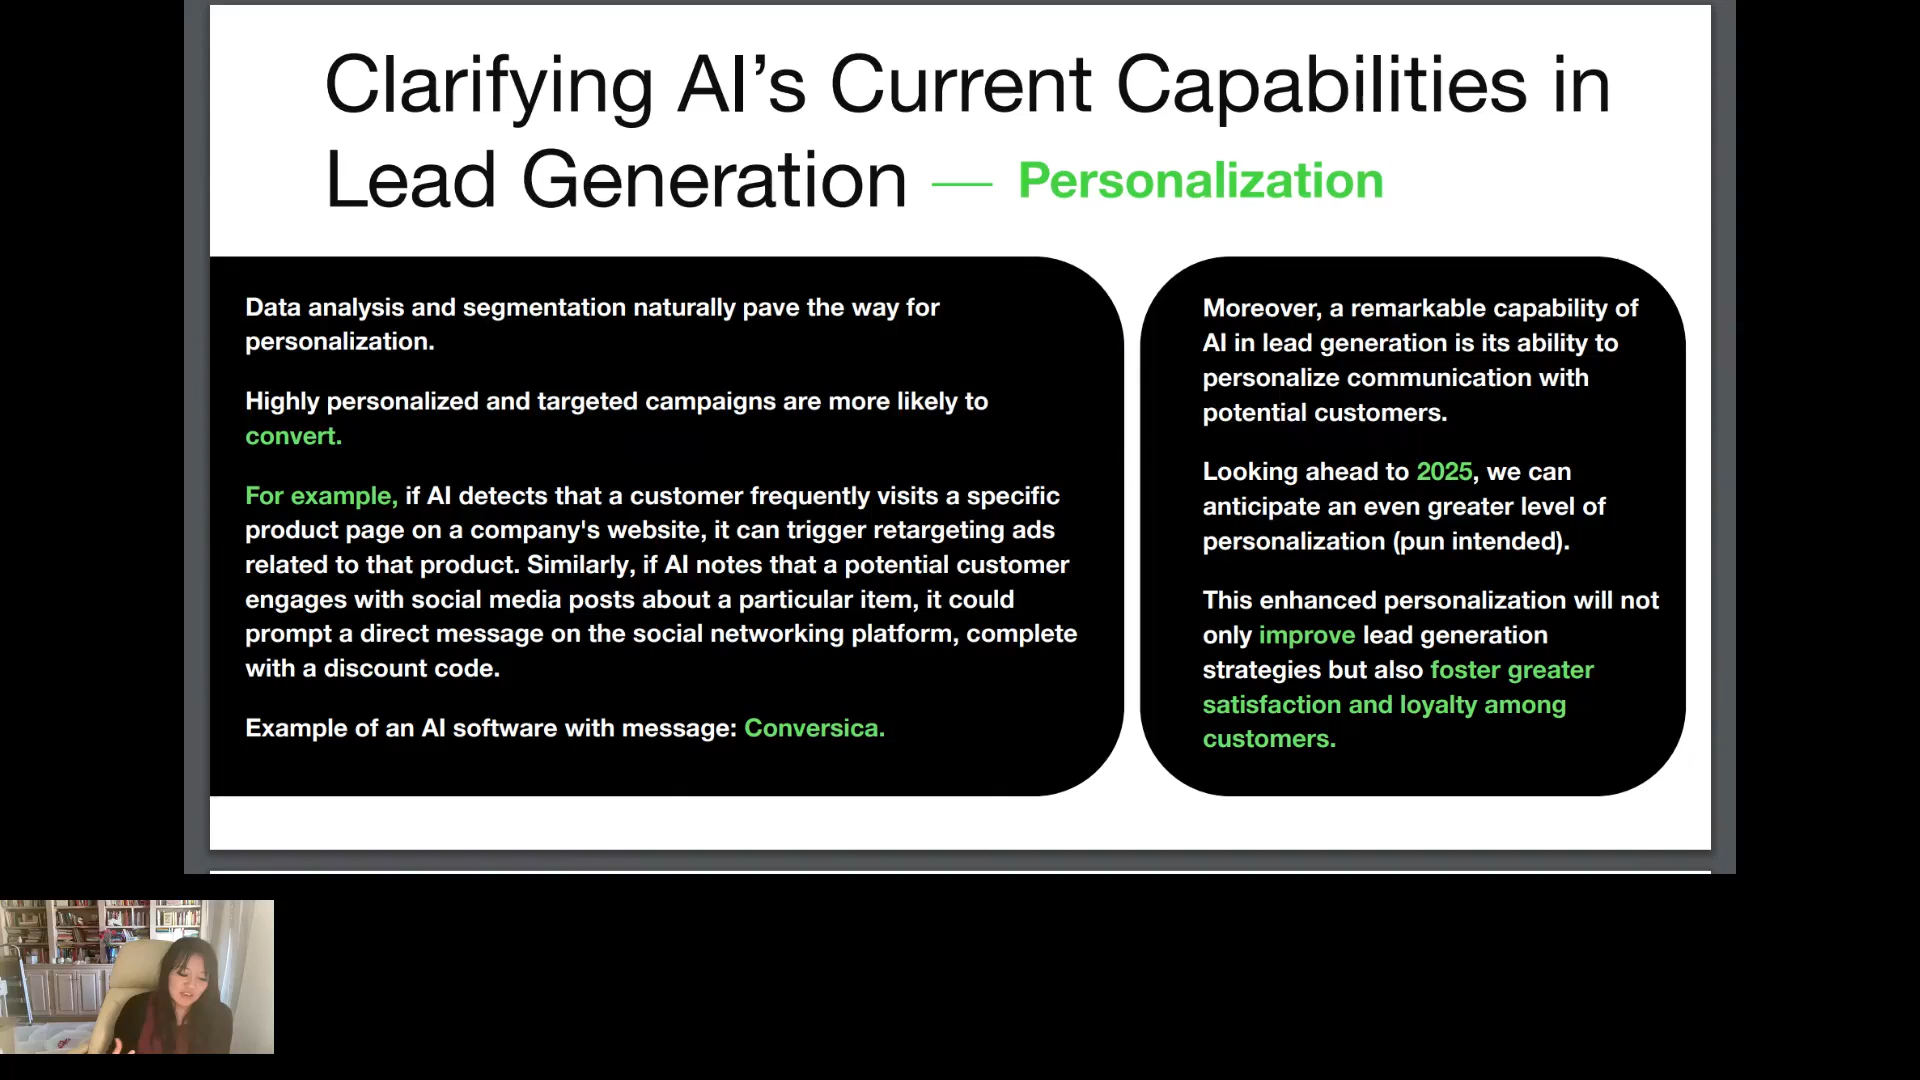 Clarifying AI’s Current Capabilities in
Lead Generation — Personalization
Data analysis and segmentation naturally pave the way for
personalization.
Highly personalized and targeted campaigns are more likely to
convert.
For example, if AI detects that a customer frequently visits a specific
product page on a company's website, it can trigger retargeting ads
related to that product. Similarly, if AI notes that a potential customer
engages with social media posts about a particular item, it could
prompt a direct message on the social networking platform, complete
with a discount code.
Example of an AI software with message: Conversica.
Moreover, a remarkable capability of
AI in lead generation is its ability to
personalize communication with
potential customers.
Looking ahead to 2025, we can
anticipate an even greater level of
personalization (pun intended).
This enhanced personalization will not
only improve lead generation
strategies but also foster greater
satisfaction and loyalty among
customers.